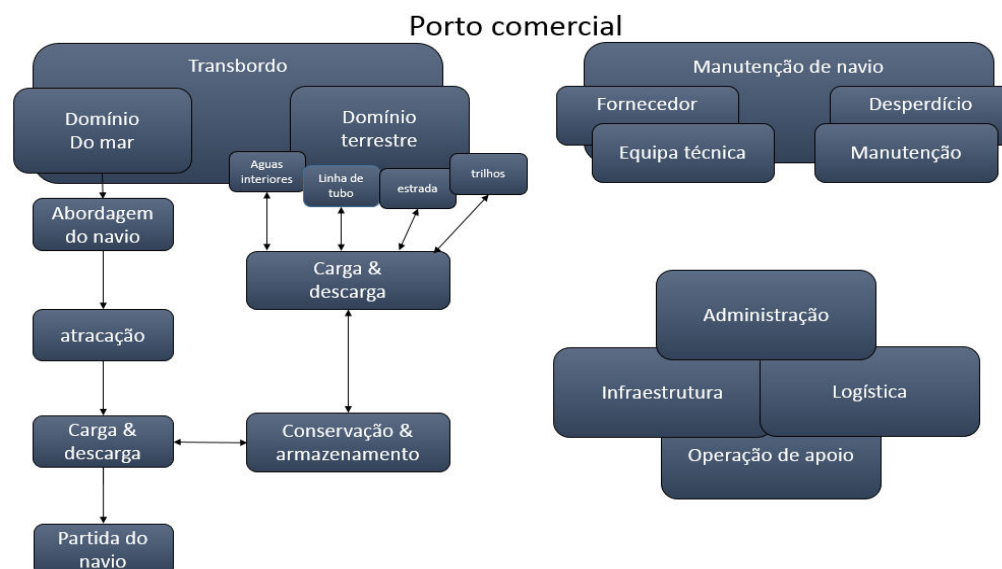 Porto comercial
Transbordo
Domínio
Do mar
Domínio
terrestre
Aguas
interiores
Linha de
tubo
estrada
trilhos
Abordagem
do navio
Carga &
descarga
atracação
Carga &
descarga
Conservação &
armazenamento
Partida do
navio
Manutenção de navio
Fornecedor
Desperdício
Equipa técnica
Manutenção
Administração
Infraestrutura
Logística
Operação de apoio